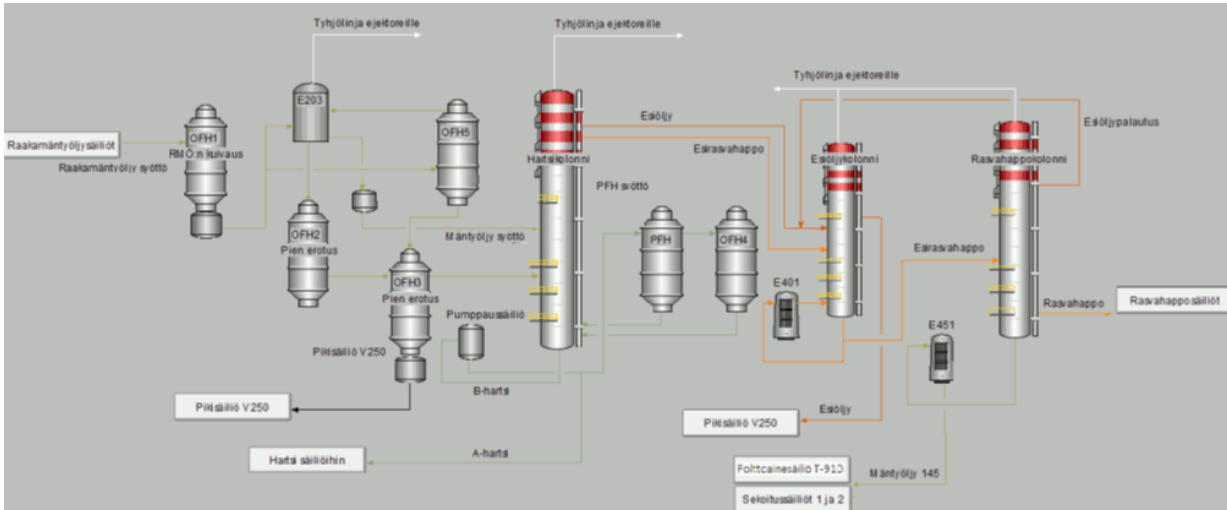 Tyhjölinja ejektoreille
Tyhjölinja ejektoreille
Tyhjölinja ejektoreille
E203
OFH1
RMÖ:n kuivaus
OFH5
Raakamäntyöljysäiliöt
Raakamäntyöljy syöttö
Esiöljy
Esirasvahappo
Hartsikolonni
Esiöljykolonni
Rasvahappokolonni
Esiöljypalautus
PFH syöttö
OFH2
Pien erotus
Mäntyöljy syöttö
PFH
OFH4
OFH3
Pien erotus
Esirasvahappo
E401
Rasvahappo
Rasvahapposäiliöt
Pumppaussäiliö
E451
Pikisäiliö V250
B-hartsi
Pikisäiliö V250
Esiöljy
Pikisäiliö V250
Hartsi säiliöihin
A-hartsi
Polttoainesäiliö T-910
Mäntyöljy 145
Sekoitussäiliöt 1 ja 2